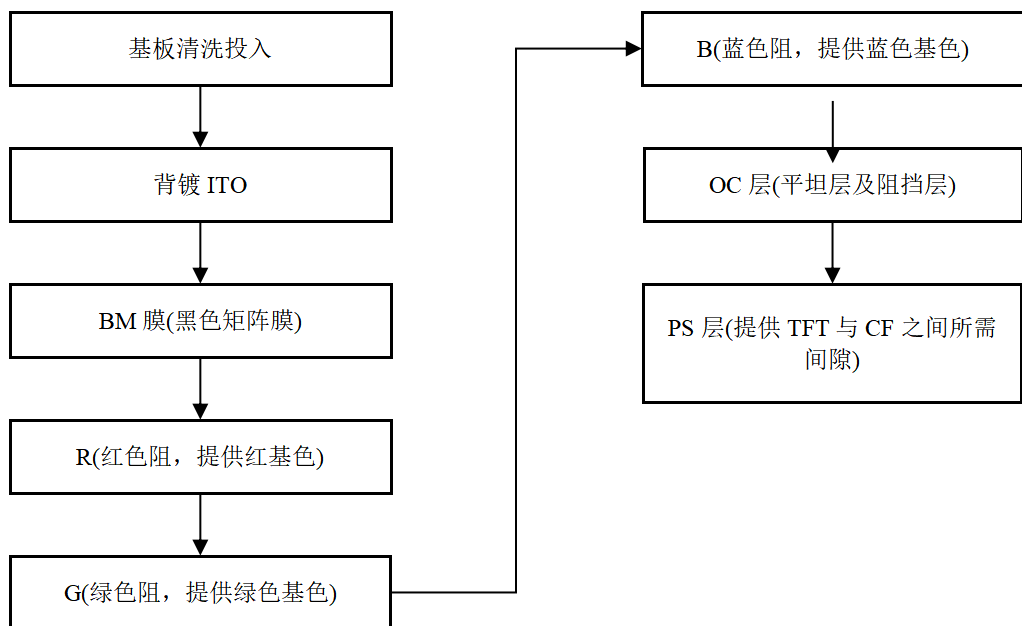 基板清洗投入
背镀 ITO
BM 膜(黑色矩阵膜)
R(红色阻，提供红基色)
G(绿色阻，提供绿色基色)
B(蓝色阻，提供蓝色基色)
OC 层(平坦层及阻挡层)
PS 层(提供 TFT 与 CF 之间所需
间隙)